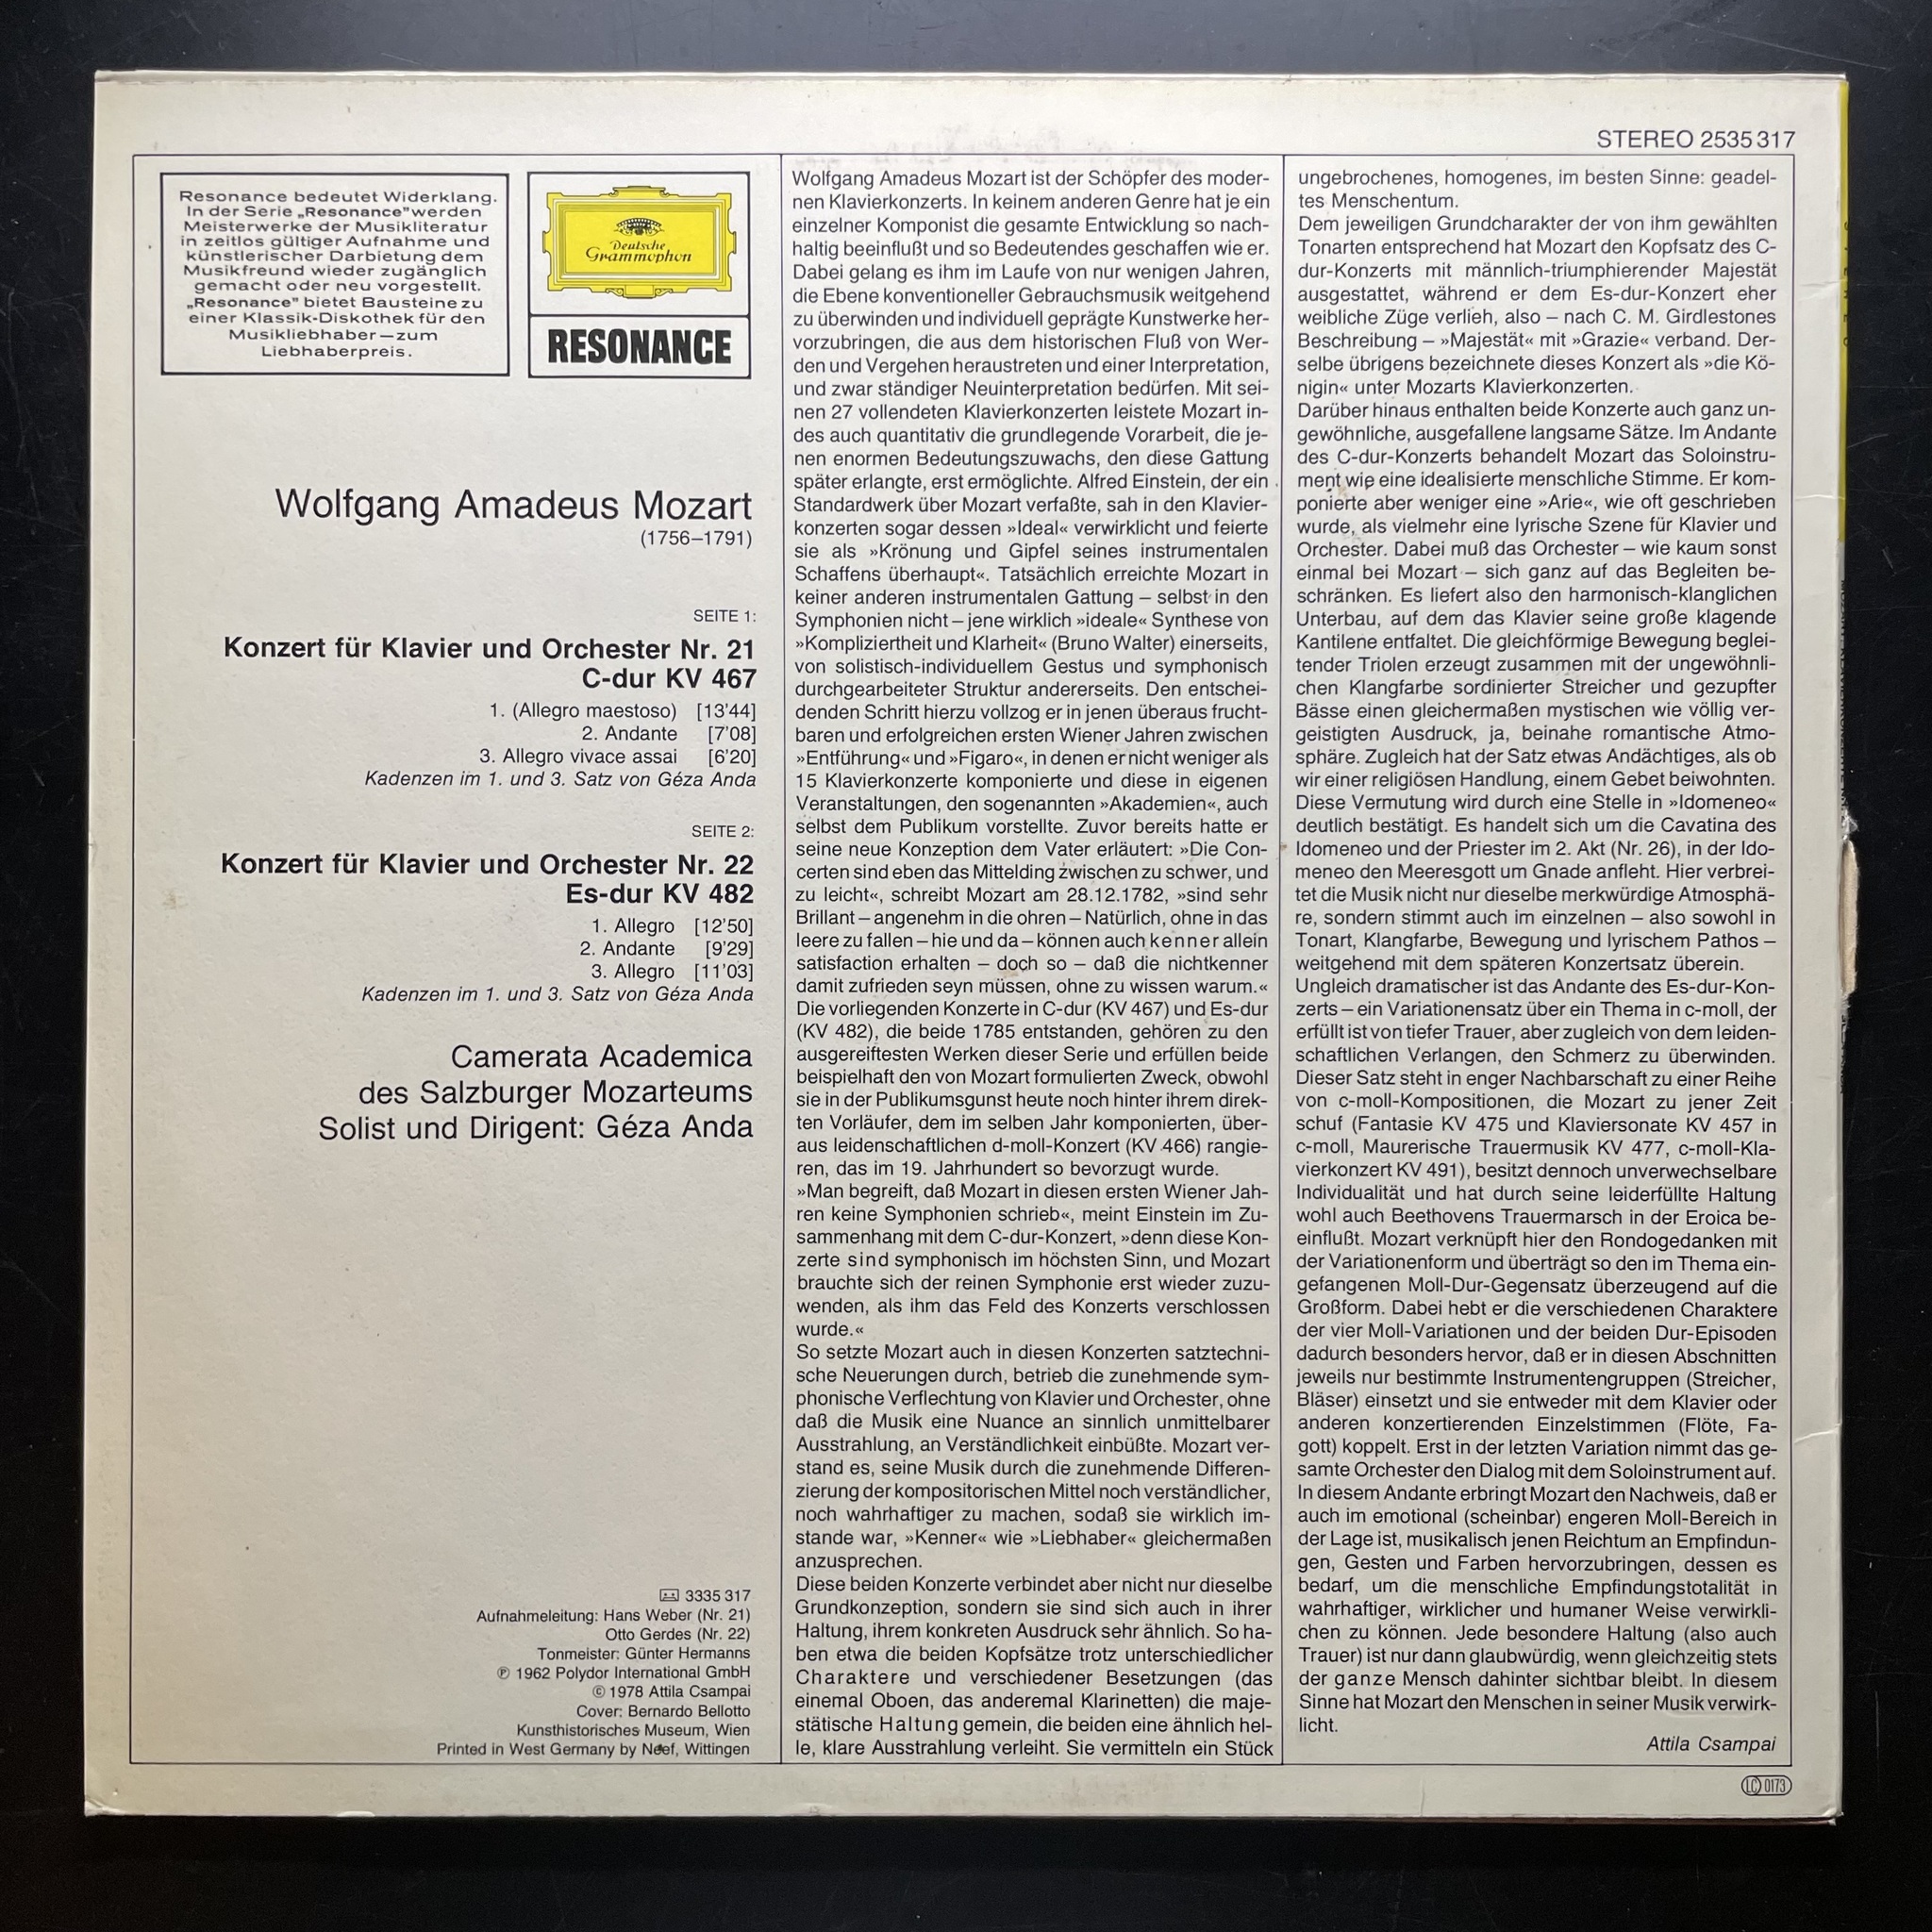 STEREO 2535 317
Resonance bedeutet Widerklang.
In der Serie „Resonance” werden
Meisterwerke der Musikliteratur
in zeitlos gültiger Aufnahme und
künstlerischer Darbietung dem
Musikfreund wieder zugänglich
gemacht oder neu vorgestellt.
„Resonance” bietet Bausteine zu
einer Klassik-Diskothek für den
Musikliebhaber – zum
Liebhaberpreis.
Deutsche
Grammophon
RESONANCE
Wolfgang Amadeus Mozart
(1756–1791)
SEITE 1:
Konzert für Klavier und Orchester Nr. 21
C-dur KV 467
1. (Allegro maestoso) [13'44]
2. Andante [7'08]
3. Allegro vivace assai [6'20]
Kadenzen im 1. und 3. Satz von Géza Anda
SEITE 2:
Konzert für Klavier und Orchester Nr. 22
Es-dur KV 482
1. Allegro [12'50]
2. Andante [9'29]
3. Allegro [11'03]
Kadenzen im 1. und 3. Satz von Géza Anda
Camerata Academica
des Salzburger Mozarteums
Solist und Dirigent: Géza Anda
3335 317
Aufnahmeleitung: Hans Weber (Nr. 21)
Otto Gerdes (Nr. 22)
Tonmeister: Günter Hermanns
℗ 1962 Polydor International GmbH
© 1978 Attila Csampai
Cover: Bernardo Bellotto
Kunsthistorisches Museum, Wien
Printed in West Germany by Neef, Wittingen
Wolfgang Amadeus Mozart ist der Schöpfer des moder-
nen Klavierkonzerts. In keinem anderen Genre hat je ein
einzelner Komponist die gesamte Entwicklung so nach-
haltig beeinflußt und so Bedeutendes geschaffen wie er.
Dabei gelang es ihm im Laufe von nur wenigen Jahren,
die Ebene konventioneller Gebrauchsmusik weitgehend
zu überwinden und individuell geprägte Kunstwerke her-
vorzubringen, die aus dem historischen Fluß von Wer-
den und Vergehen heraustreten und einer Interpretation,
und zwar ständiger Neuinterpretation bedürfen. Mit sei-
nen 27 vollendeten Klavierkonzerten leistete Mozart in-
des auch quantitativ die grundlegende Vorarbeit, die je-
nen enormen Bedeutungszuwachs, den diese Gattung
später erlangte, erst ermöglichte. Alfred Einstein, der ein
Standardwerk über Mozart verfaßte, sah in den Klavier-
konzerten sogar dessen »Ideal« verwirklicht und feierte
sie als »Krönung und Gipfel seines instrumentalen
Schaffens überhaupt«. Tatsächlich erreichte Mozart in
keiner anderen instrumentalen Gattung – selbst in den
Symphonien nicht – jene wirklich »ideale« Synthese von
»Kompliziertheit und Klarheit« (Bruno Walter) einerseits,
von solistisch-individuellem Gestus und symphonisch
durchgearbeiteter Struktur andererseits. Den entschei-
denden Schritt hierzu vollzog er in jenen überaus frucht-
baren und erfolgreichen ersten Wiener Jahren zwischen
»Entführung« und »Figaro«, in denen er nicht weniger als
15 Klavierkonzerte komponierte und diese in eigenen
Veranstaltungen, den sogenannten »Akademien«, auch
selbst dem Publikum vorstellte. Zuvor bereits hatte er
seine neue Konzeption dem Vater erläutert: »Die Con-
certen sind eben das Mittelding zwischen zu schwer, und
zu leicht«, schreibt Mozart am 28.12.1782, »sind sehr
Brillant – angenehm in die ohren – Natürlich, ohne in das
leere zu fallen – hie und da – können auch kenner allein
satisfaction erhalten – doch so – daß die nichtkenner
damit zufrieden seyn müssen, ohne zu wissen warum.«
Die vorliegenden Konzerte in C-dur (KV 467) und Es-dur
(KV 482), die beide 1785 entstanden, gehören zu den
ausgereiftesten Werken dieser Serie und erfüllen beide
beispielhaft den von Mozart formulierten Zweck, obwohl
sie in der Publikumsgunst heute noch hinter ihrem direk-
ten Vorläufer, dem im selben Jahr komponierten, über-
aus leidenschaftlichen d-moll-Konzert (KV 466) rangie-
ren, das im 19. Jahrhundert so bevorzugt wurde.
»Man begreift, daß Mozart in diesen ersten Wiener Jah-
ren keine Symphonien schrieb«, meint Einstein im Zu-
sammenhang mit dem C-dur-Konzert, »denn diese Kon-
zerte sind symphonisch im höchsten Sinn, und Mozart
brauchte sich der reinen Symphonie erst wieder zuzu-
wenden, als ihm das Feld des Konzerts verschlossen
wurde.«
So setzte Mozart auch in diesen Konzerten satztechni-
sche Neuerungen durch, betrieb die zunehmende sym-
phonische Verflechtung von Klavier und Orchester, ohne
daß die Musik eine Nuance an sinnlich unmittelbarer
Ausstrahlung, an Verständlichkeit einbüßte. Mozart ver-
stand es, seine Musik durch die zunehmende Differen-
zierung der kompositorischen Mittel noch verständlicher,
noch wahrhaftiger zu machen, sodaß sie wirklich im-
stande war, »Kenner« wie »Liebhaber« gleichermaßen
anzusprechen.
Diese beiden Konzerte verbindet aber nicht nur dieselbe
Grundkonzeption, sondern sie sind sich auch in ihrer
Haltung, ihrem konkreten Ausdruck sehr ähnlich. So ha-
ben etwa die beiden Kopfsätze trotz unterschiedlicher
Charaktere und verschiedener Besetzungen (das
einemal Oboen, das anderemal Klarinetten) die maje-
stätische Haltung gemein, die beiden eine ähnlich hel-
le, klare Ausstrahlung verleiht. Sie vermitteln ein Stück
ungebrochenes, homogenes, im besten Sinne: geadel-
tes Menschentum.
Dem jeweiligen Grundcharakter der von ihm gewählten
Tonarten entsprechend hat Mozart den Kopfsatz des C-
dur-Konzerts mit männlich-triumphierender Majestät
ausgestattet, während er dem Es-dur-Konzert eher
weibliche Züge verlieh, also – nach C. M. Girdlestones
Beschreibung – »Majestät« mit »Grazie« verband. Der-
selbe übrigens bezeichnete dieses Konzert als »die Kö-
nigin« unter Mozarts Klavierkonzerten.
Darüber hinaus enthalten beide Konzerte auch ganz un-
gewöhnliche, ausgefallene langsame Sätze. Im Andante
des C-dur-Konzerts behandelt Mozart das Soloinstru-
ment wie eine idealisierte menschliche Stimme. Er kom-
ponierte aber weniger eine »Arie«, wie oft geschrieben
wurde, als vielmehr eine lyrische Szene für Klavier und
Orchester. Dabei muß das Orchester – wie kaum sonst
einmal bei Mozart – sich ganz auf das Begleiten be-
schränken. Es liefert also den harmonisch-klanglichen
Unterbau, auf dem das Klavier seine große klagende
Kantilene entfaltet. Die gleichförmige Bewegung beglei-
tender Triolen erzeugt zusammen mit der ungewöhnli-
chen Klangfarbe sordinierter Streicher und gezupfter
Bässe einen gleichermaßen mystischen wie völlig ver-
geistigten Ausdruck, ja, beinahe romantische Atmo-
sphäre. Zugleich hat der Satz etwas Andächtiges, als ob
wir einer religiösen Handlung, einem Gebet beiwohnten.
Diese Vermutung wird durch eine Stelle in »Idomeneo«
deutlich bestätigt. Es handelt sich um die Cavatina des
Idomeneo und der Priester im 2. Akt (Nr. 26), in der Ido-
meneo den Meeresgott um Gnade anfleht. Hier verbrei-
tet die Musik nicht nur dieselbe merkwürdige Atmosphä-
re, sondern stimmt auch im einzelnen – also sowohl in
Tonart, Klangfarbe, Bewegung und lyrischem Pathos –
weitgehend mit dem späteren Konzertsatz überein.
Ungleich dramatischer ist das Andante des Es-dur-Kon-
zerts – ein Variationensatz über ein Thema in c-moll, der
erfüllt ist von tiefer Trauer, aber zugleich von dem leiden-
schaftlichen Verlangen, den Schmerz zu überwinden.
Dieser Satz steht in enger Nachbarschaft zu einer Reihe
von c-moll-Kompositionen, die Mozart zu jener Zeit
schuf (Fantasie KV 475 und Klaviersonate KV 457 in
c-moll, Maurerische Trauermusik KV 477, c-moll-Kla-
vierkonzert KV 491), besitzt dennoch unverwechselbare
Individualität und hat durch seine leiderfüllte Haltung
wohl auch Beethovens Trauermarsch in der Eroica be-
einflußt. Mozart verknüpft hier den Rondogedanken mit
der Variationenform und überträgt so den im Thema ein-
gefangenen Moll-Dur-Gegensatz überzeugend auf die
Großform. Dabei hebt er die verschiedenen Charaktere
der vier Moll-Variationen und der beiden Dur-Episoden
dadurch besonders hervor, daß er in diesen Abschnitten
jeweils nur bestimmte Instrumentengruppen (Streicher,
Bläser) einsetzt und sie entweder mit dem Klavier oder
anderen konzertierenden Einzelstimmen (Flöte, Fa-
gott) koppelt. Erst in der letzten Variation nimmt das ge-
samte Orchester den Dialog mit dem Soloinstrument auf.
In diesem Andante erbringt Mozart den Nachweis, daß er
auch im emotional (scheinbar) engeren Moll-Bereich in
der Lage ist, musikalisch jenen Reichtum an Empfindun-
gen, Gesten und Farben hervorzubringen, dessen es
bedarf, um die menschliche Empfindungstotalität in
wahrhaftiger, wirklicher und humaner Weise verwirkli-
chen zu können. Jede besondere Haltung (also auch
Trauer) ist nur dann glaubwürdig, wenn gleichzeitig stets
der ganze Mensch dahinter sichtbar bleibt. In diesem
Sinne hat Mozart den Menschen in seiner Musik verwirk-
licht.
Attila Csampai
LC 0173